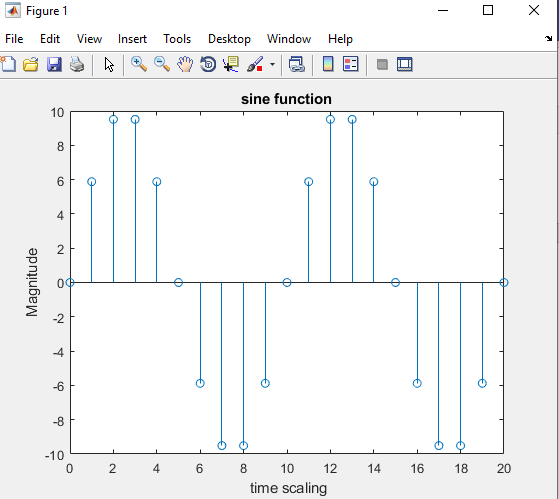 Figure 1
File Edit View Insert Tools Desktop Window Help
sine function
10
8
6
4
2
0
-2
-4
-6
-8
-10
Magnitude
0 2 4 6 8 10 12 14 16 18 20
time scaling